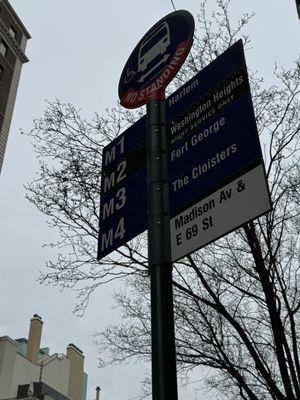 NO STANDING
M1 Harlem
M2 Washington Heights
NIGHT SERVICE ONLY
M3 Fort George
M4 The Cloisters
Madison Av &
E 69 St